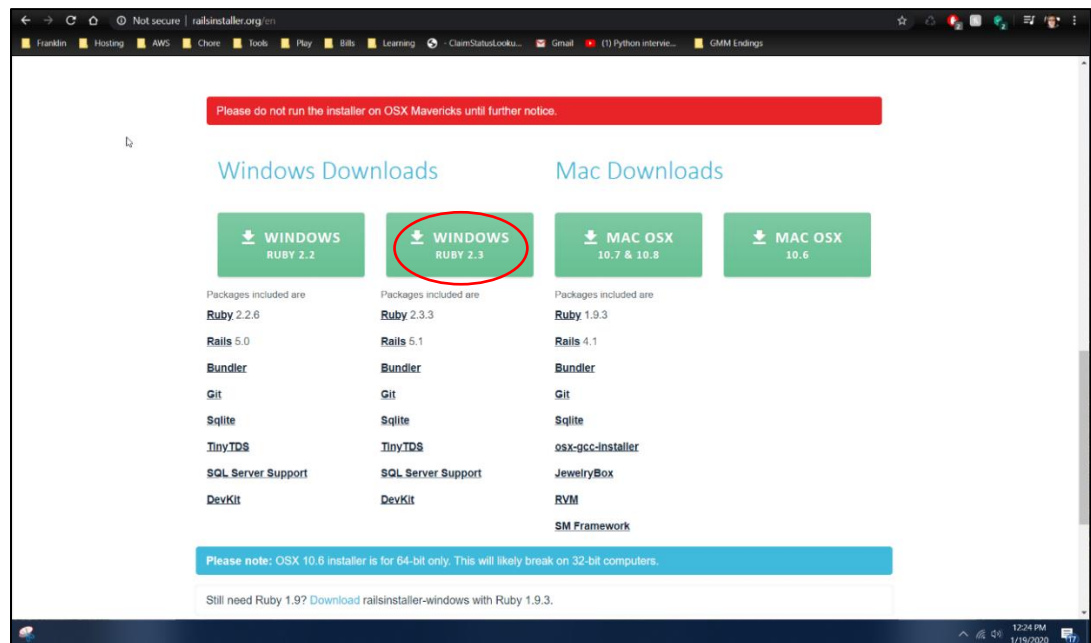 Not secure | railsinstaller.org/en
Franklin Hosting AWS Chore Tools Play Bills Learning - ClaimStatusLooku... Gmail (1) Python intervie... GMM Endings
Please do not run the installer on OSX Mavericks until further notice.
Windows Downloads
Mac Downloads
WINDOWS
RUBY 2.2
WINDOWS
RUBY 2.3
MAC OSX
10.7 & 10.8
MAC OSX
10.6
Packages included are
Ruby 2.2.6
Rails 5.0
Bundler
Git
Sqlite
TinyTDS
SQL Server Support
DevKit
Packages included are
Ruby 2.3.3
Rails 5.1
Bundler
Git
Sqlite
TinyTDS
SQL Server Support
DevKit
Packages included are
Ruby 1.9.3
Rails 4.1
Bundler
Git
Sqlite
osx-gcc-installer
JewelryBox
RVM
SM Framework
Please note: OSX 10.6 installer is for 64-bit only. This will likely break on 32-bit computers.
Still need Ruby 1.9? Download railsinstaller-windows with Ruby 1.9.3.
12:24 PM
1/19/2020